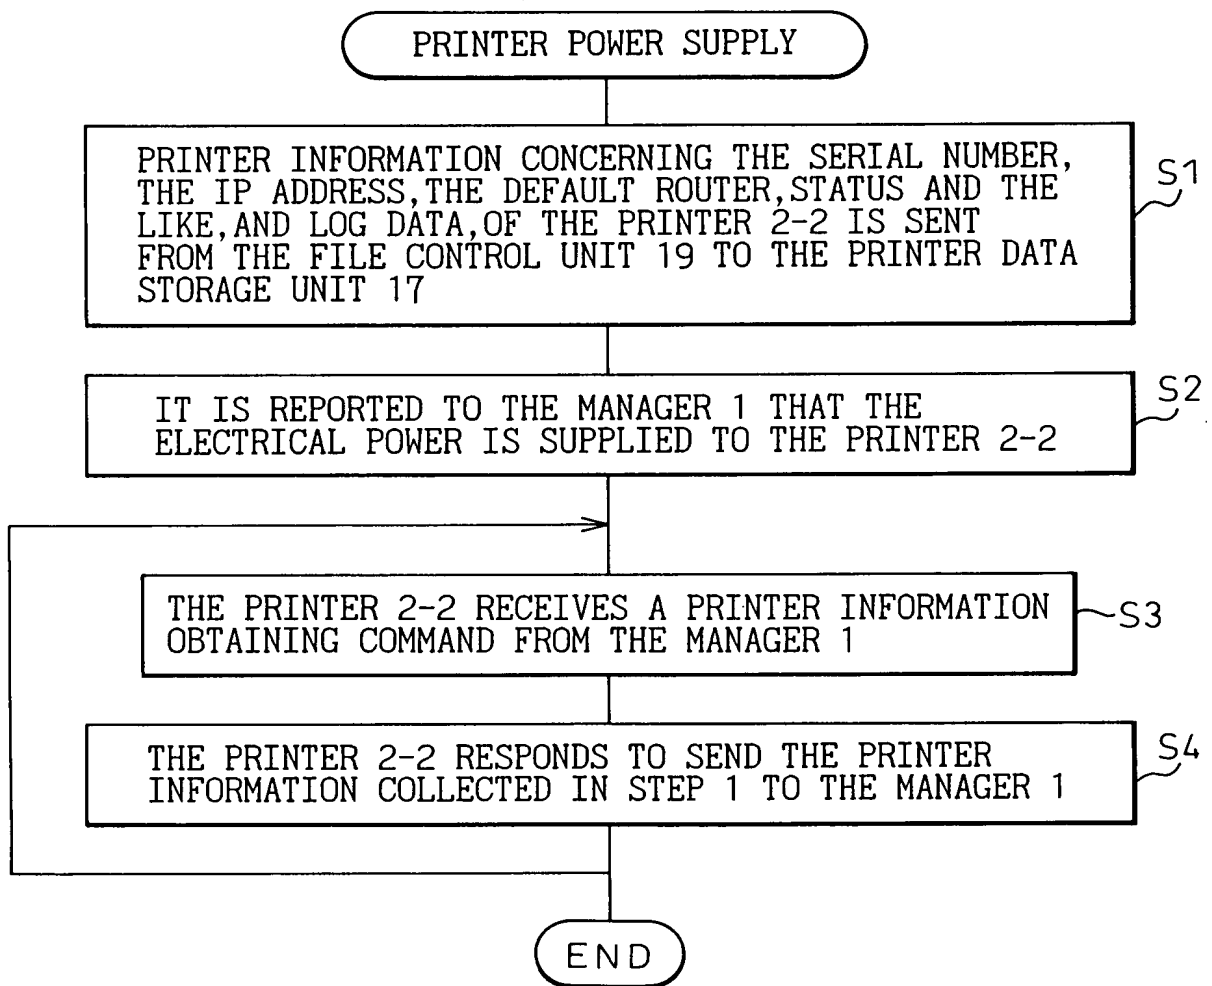 PRINTER POWER SUPPLY
PRINTER INFORMATION CONCERNING THE SERIAL NUMBER,
THE IP ADDRESS,THE DEFAULT ROUTER,STATUS AND THE
LIKE,AND LOG DATA,OF THE PRINTER 2-2 IS SENT
FROM THE FILE CONTROL UNIT 19 TO THE PRINTER DATA
STORAGE UNIT 17
S1
IT IS REPORTED TO THE MANAGER 1 THAT THE
ELECTRICAL POWER IS SUPPLIED TO THE PRINTER 2-2
S2
THE PRINTER 2-2 RECEIVES A PRINTER INFORMATION
OBTAINING COMMAND FROM THE MANAGER 1
S3
THE PRINTER 2-2 RESPONDS TO SEND THE PRINTER
INFORMATION COLLECTED IN STEP 1 TO THE MANAGER 1
S4
END